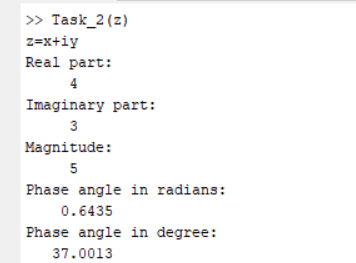 >> Task_2(z)
z=x+iy
Real part:
4
Imaginary part:
3
Magnitude:
5
Phase angle in radians:
0.6435
Phase angle in degree:
37.0013